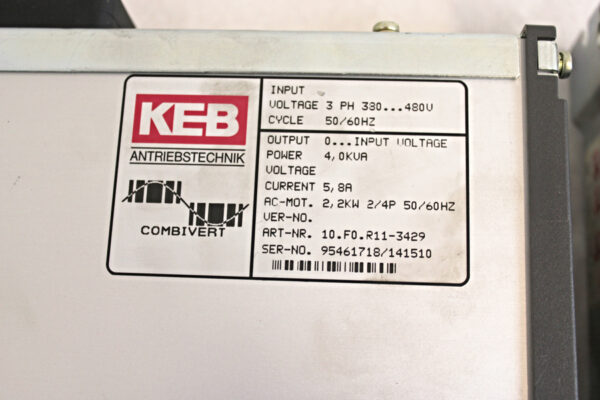 KEB
ANTRIEBSTECHNIK
COMBIVERT
INPUT
VOLTAGE 3 PH 380...480V
CYCLE 50/60HZ
OUTPUT 0...INPUT VOLTAGE
POWER 4,0KVA
VOLTAGE
CURRENT 5,8A
AC-MOT. 2,2KW 2/4P 50/60HZ
VER-NO.
ART-NR. 10.F0.R11-3429
SER-NO. 95461718/141510